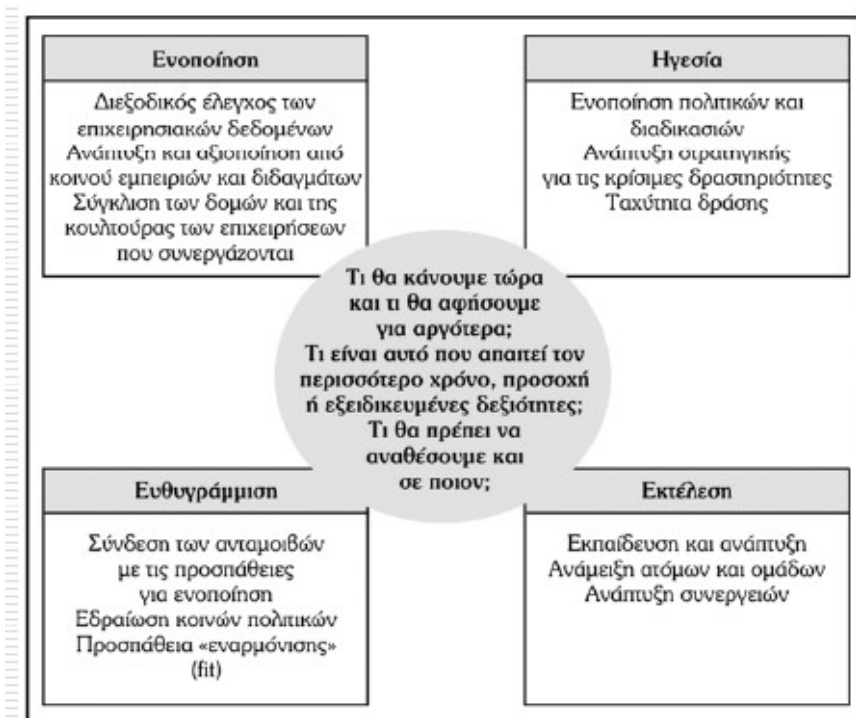 Ενοποίηση
Διεξοδικός έλεγχος των
επιχειρησιακών δεδομένων
Ανάπτυξη και αξιοποίηση από
κοινού εμπειριών και διδαγμάτων
Σύγκλιση των δομών και της
κουλτούρας των επιχειρήσεων
που συνεργάζονται
Ηγεσία
Ενοποίηση πολιτικών και
διαδικασιών
Ανάπτυξη στρατηγικής
για τις κρίσιμες δραστηριότητες
Ταχύτητα δράσης
Τι θα κάνουμε τώρα
και τι θα αφήσουμε
για αργότερα;
Τι είναι αυτό που απαιτεί τον
περισσότερο χρόνο, προσοχή
ή εξειδικευμένες δεξιότητες;
Τι θα πρέπει να
αναθέσουμε και
σε ποιον;
Ευθυγράμμιση
Σύνδεση των ανταμοιβών
με τις προσπάθειες
για ενοποίηση
Εδραίωση κοινών πολιτικών
Προσπάθεια «εναρμόνισης»
(fit)
Εκτέλεση
Εκπαίδευση και ανάπτυξη
Ανάμειξη ατόμων και ομάδων
Ανάπτυξη συνεργειών